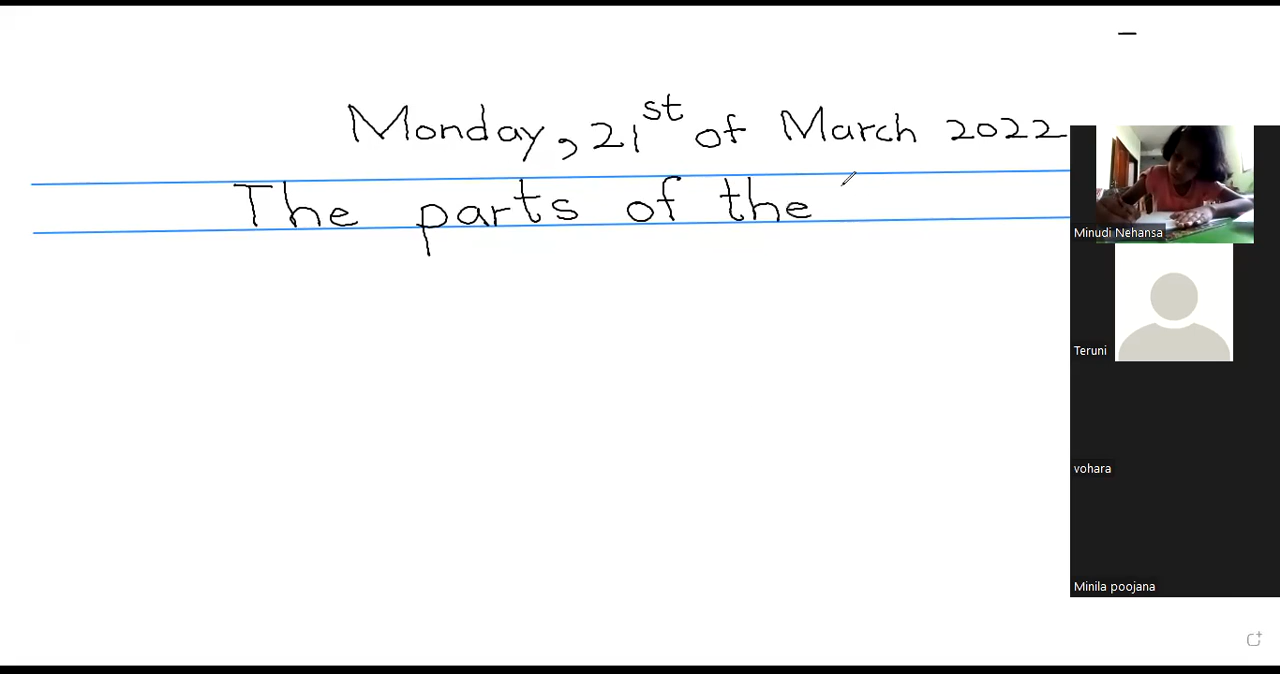 Monday, 21st of March 2022
The parts of the
Minudi Nehansa
Teruni
vohara
Minila poojana